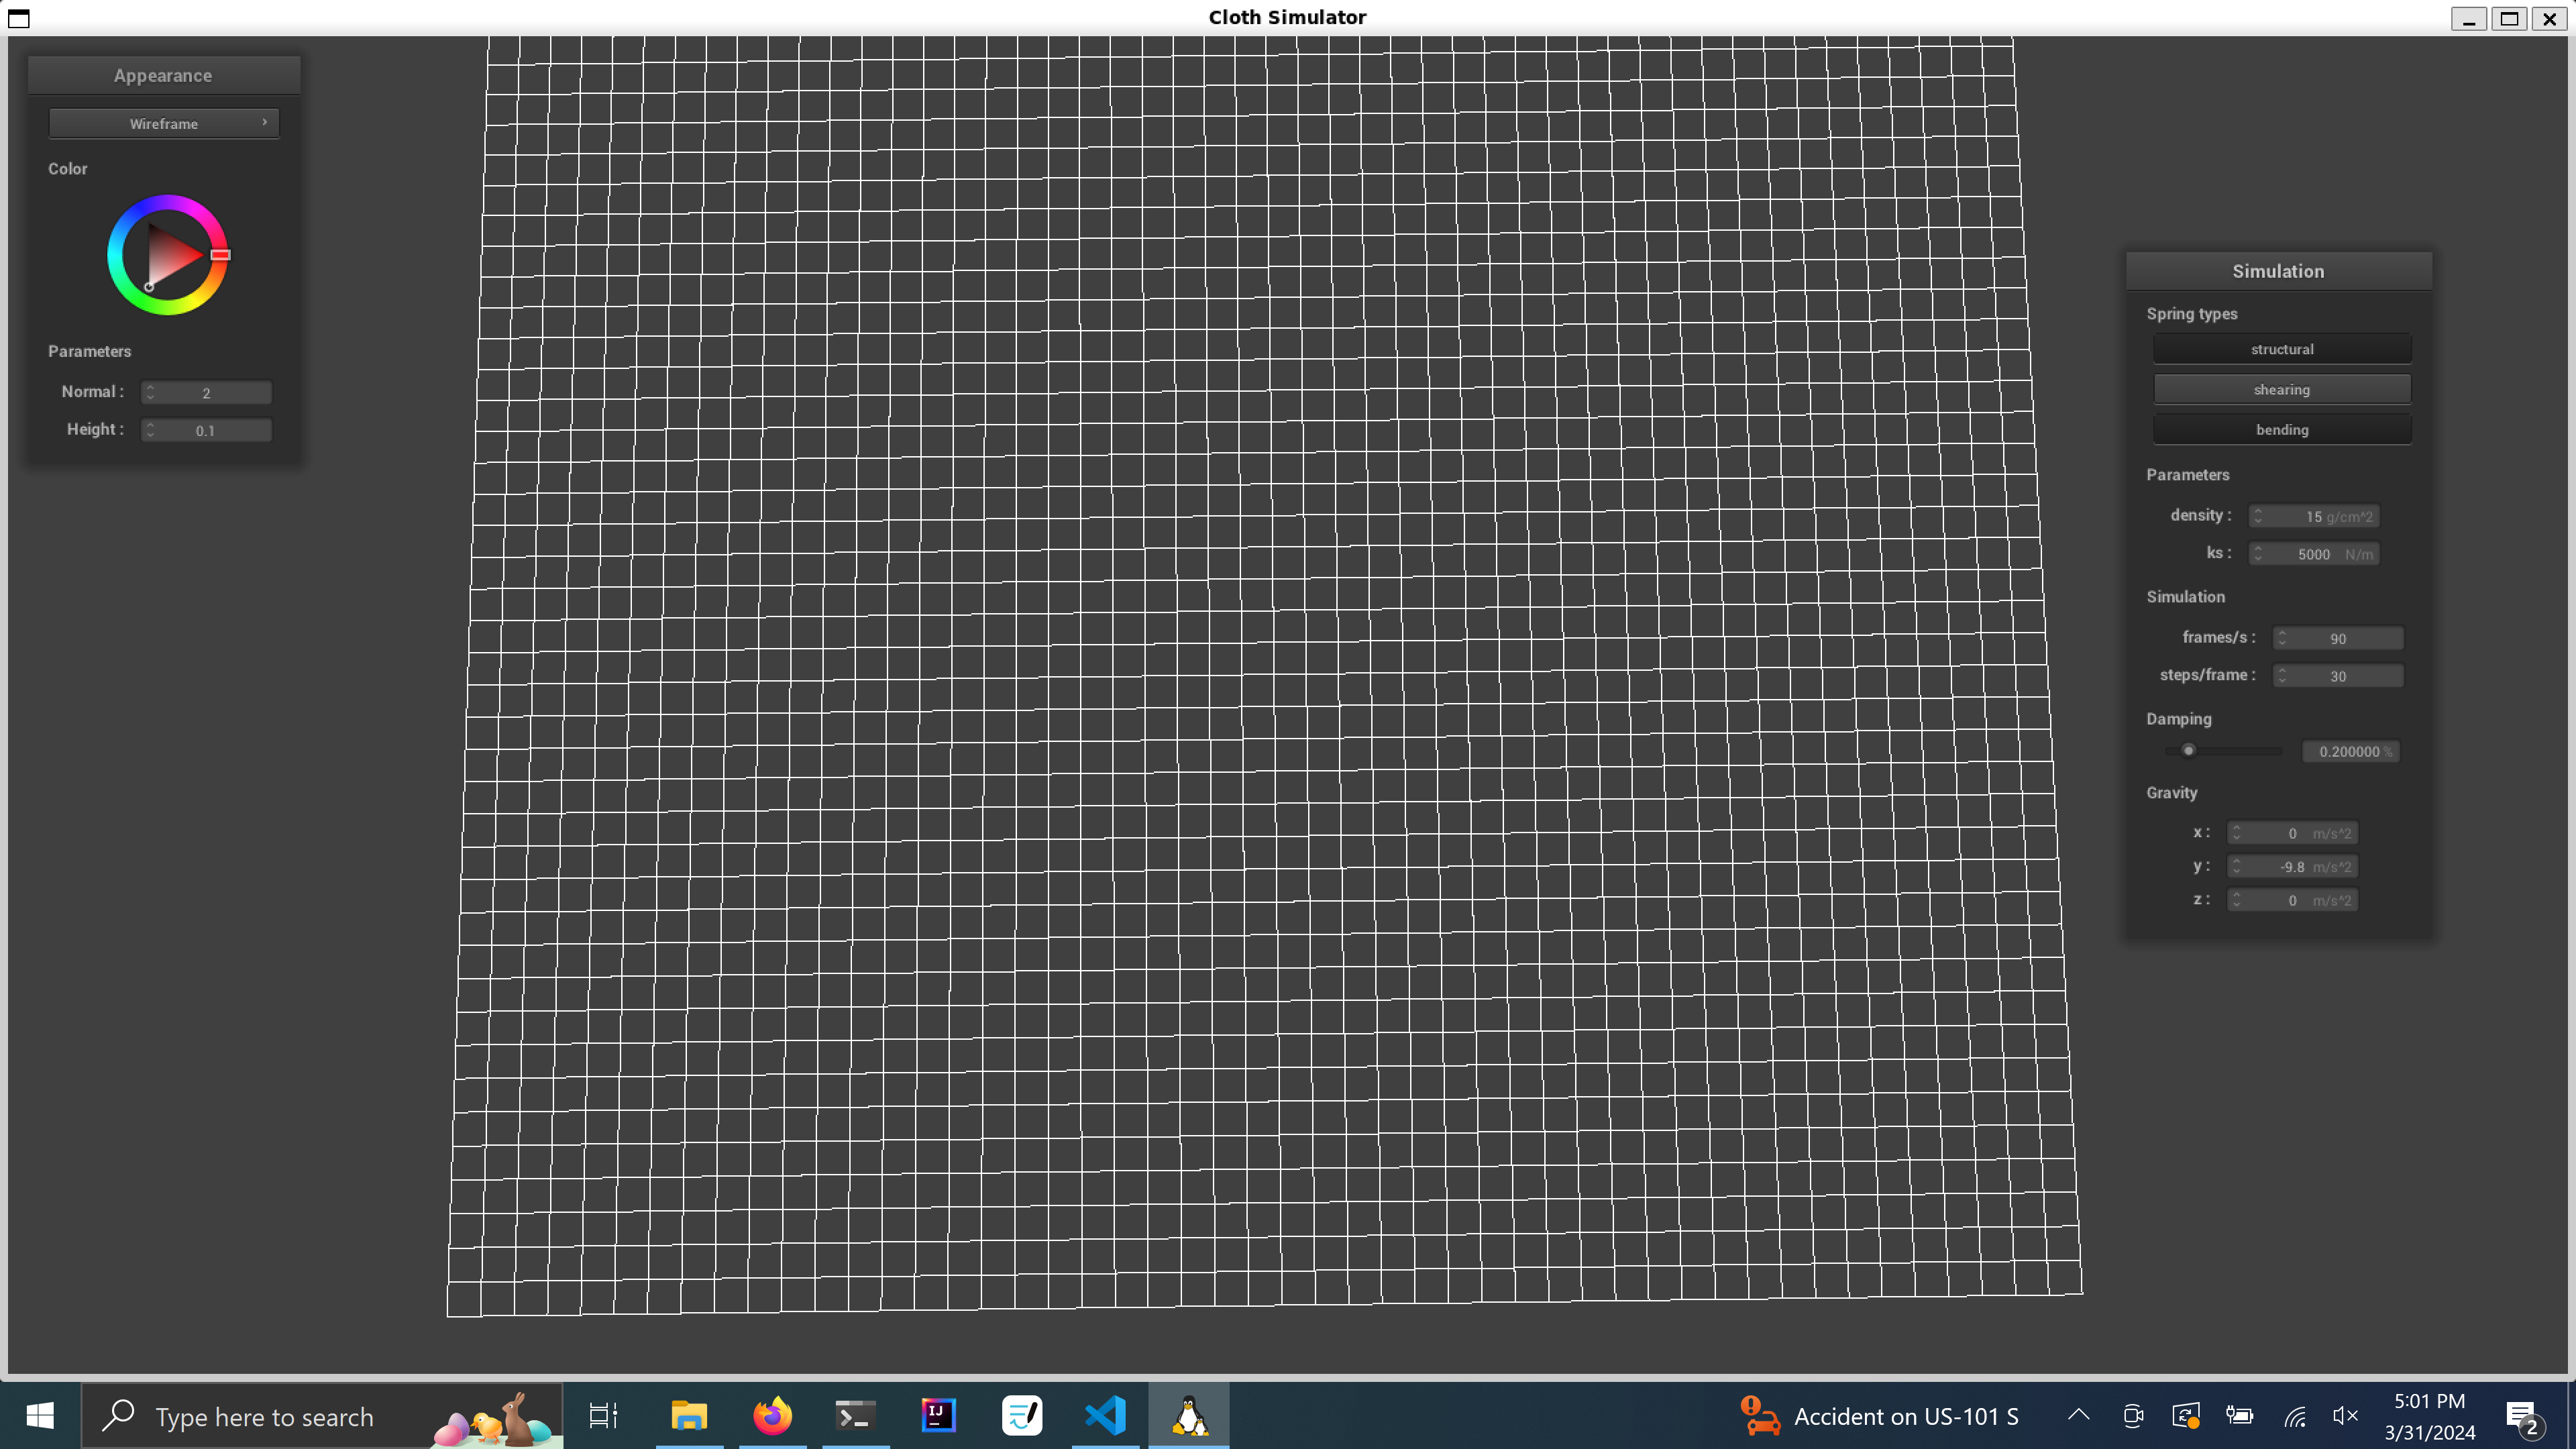 Cloth Simulator
Appearance
Wireframe
Color
Parameters
Normal : 2
Height : 0.1
Simulation
Spring types
structural
shearing
bending
Parameters
density : 15 g/cm^2
ks : 5000 N/m
Simulation
frames/s : 90
steps/frame : 30
Damping
0.200000 %
Gravity
x : 0 m/s^2
y : -9.8 m/s^2
z : 0 m/s^2
Type here to search
IJ
Accident on US-101 S
5:01 PM
3/31/2024
2